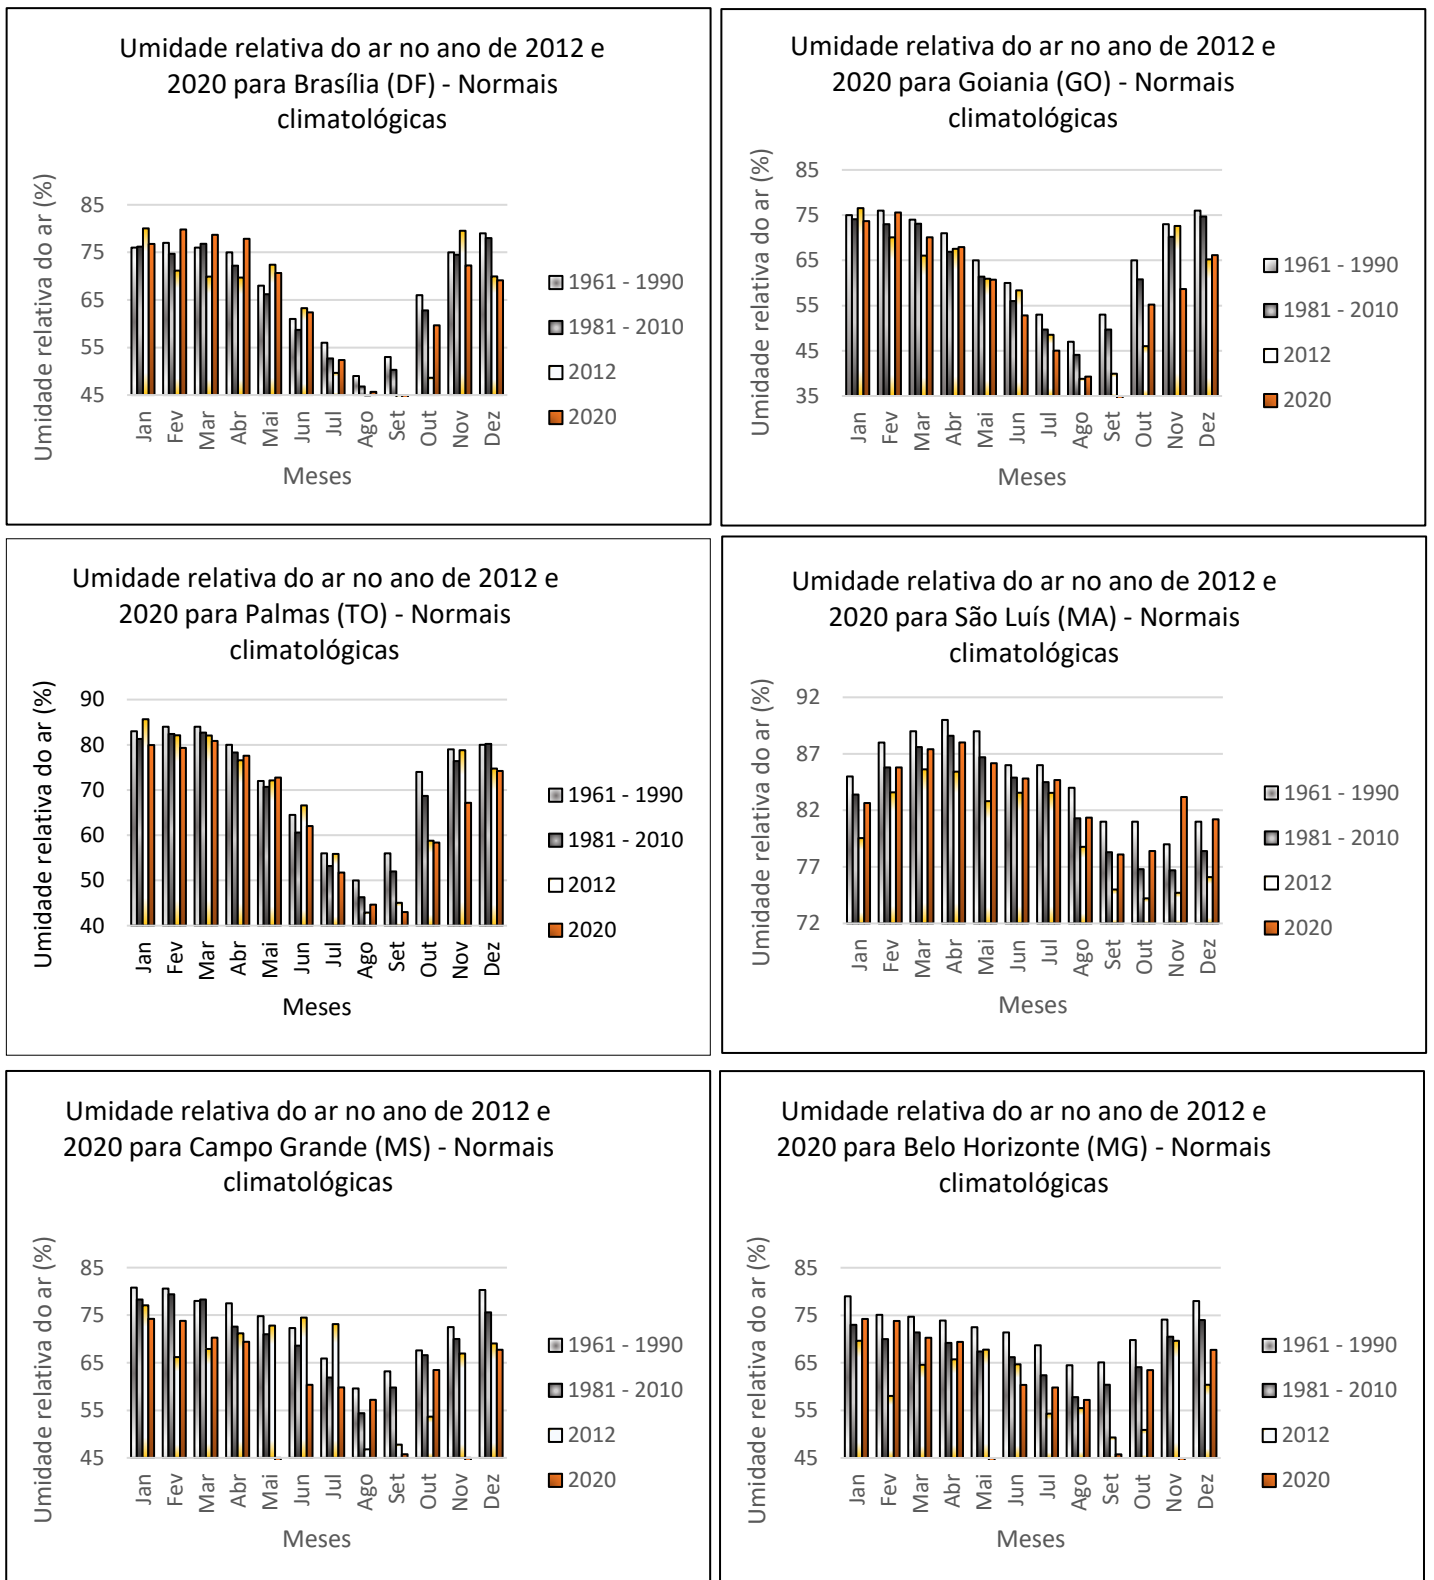 Umidade relativa do ar no ano de 2012 e
2020 para Brasília (DF) - Normais
climatológicas
Umidade relativa do ar (%)
85
75
65
55
45
Jan Fev Mar Abr Mai Jun Jul Ago Set Out Nov Dez
Meses
1961 - 1990
1981 - 2010
2012
2020
Umidade relativa do ar no ano de 2012 e
2020 para Goiania (GO) - Normais
climatológicas
Umidade relativa do ar (%)
85
75
65
55
45
35
Jan Fev Mar Abr Mai Jun Jul Ago Set Out Nov Dez
Meses
1961 - 1990
1981 - 2010
2012
2020
Umidade relativa do ar no ano de 2012 e
2020 para Palmas (TO) - Normais
climatológicas
Umidade relativa do ar (%)
90
80
70
60
50
40
Jan Fev Mar Abr Mai Jun Jul Ago Set Out Nov Dez
Meses
1961 - 1990
1981 - 2010
2012
2020
Umidade relativa do ar no ano de 2012 e
2020 para São Luís (MA) - Normais
climatológicas
Umidade relativa do ar (%)
92
87
82
77
72
Jan Fev Mar Abr Mai Jun Jul Ago Set Out Nov Dez
Meses
1961 - 1990
1981 - 2010
2012
2020
Umidade relativa do ar no ano de 2012 e
2020 para Campo Grande (MS) - Normais
climatológicas
Umidade relativa do ar (%)
85
75
65
55
45
Jan Fev Mar Abr Mai Jun Jul Ago Set Out Nov Dez
Meses
1961 - 1990
1981 - 2010
2012
2020
Umidade relativa do ar no ano de 2012 e
2020 para Belo Horizonte (MG) - Normais
climatológicas
Umidade relativa do ar (%)
85
75
65
55
45
Jan Fev Mar Abr Mai Jun Jul Ago Set Out Nov Dez
Meses
1961 - 1990
1981 - 2010
2012
2020